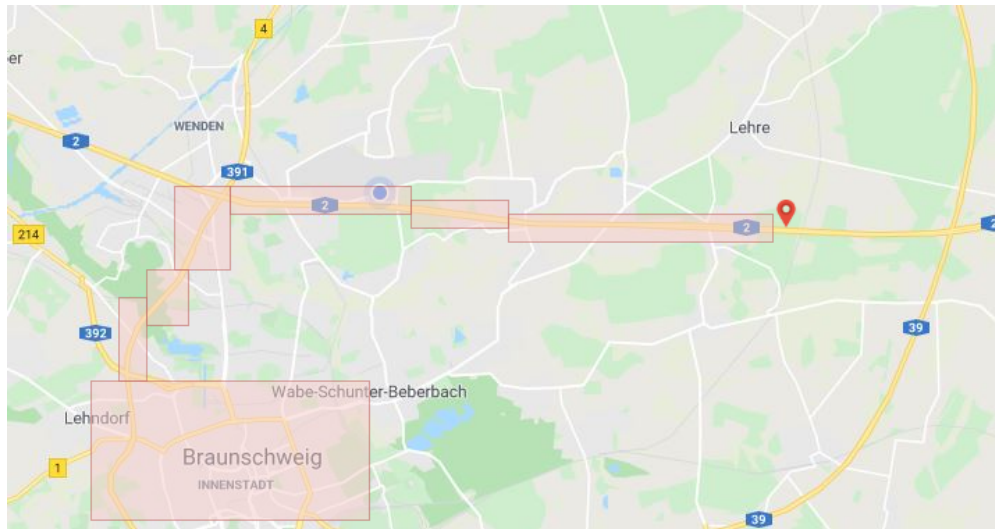 4
er
WENDEN
2
Lehre
391
2
214
2
2
392
39
Wabe-Schunter-Beberbach
Lehndorf
Braunschweig
1
INNENSTADT
39